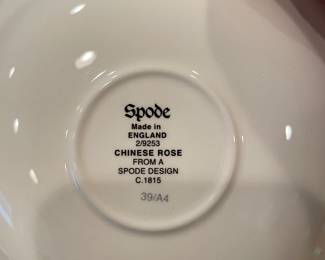 Spode
Made in
ENGLAND
2/9253
CHINESE ROSE
FROM A
SPODE DESIGN
C.1815
39/A4